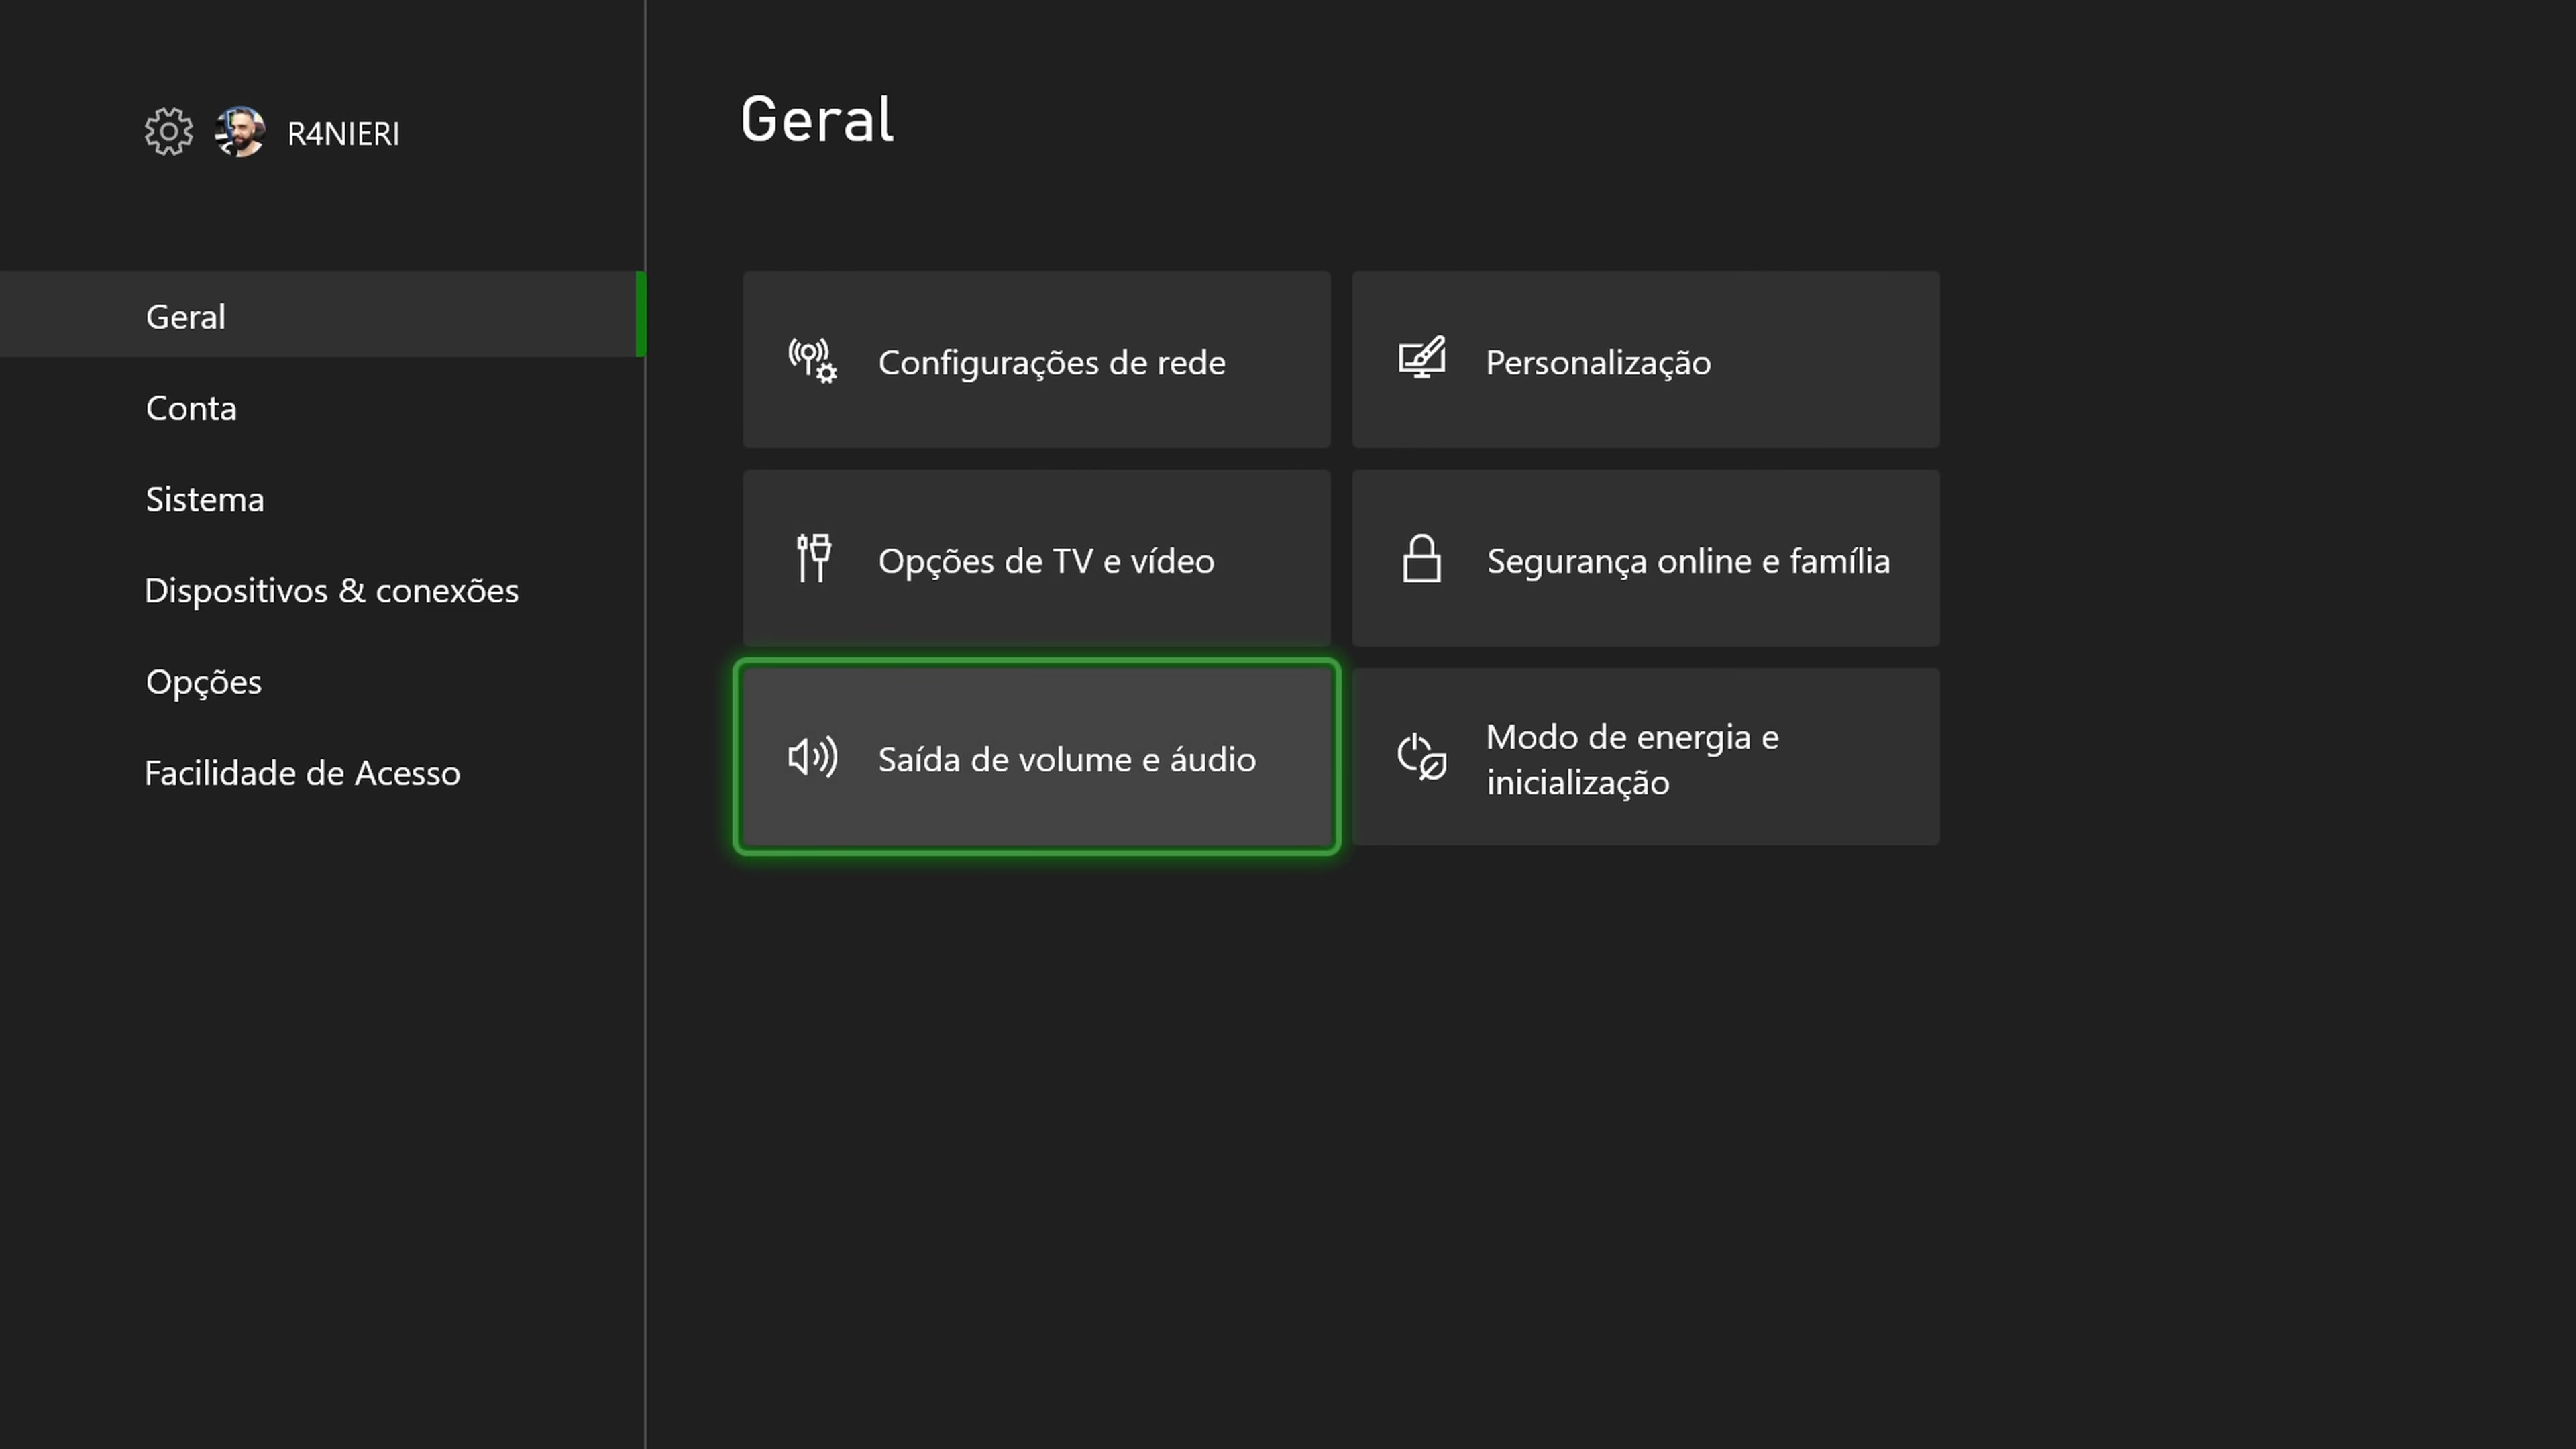 R4NIERI
Geral
Conta
Sistema
Dispositivos & conexões
Opções
Facilidade de Acesso
Geral
Configurações de rede
Personalização
Opções de TV e vídeo
Segurança online e família
Saída de volume e áudio
Modo de energia e
inicialização